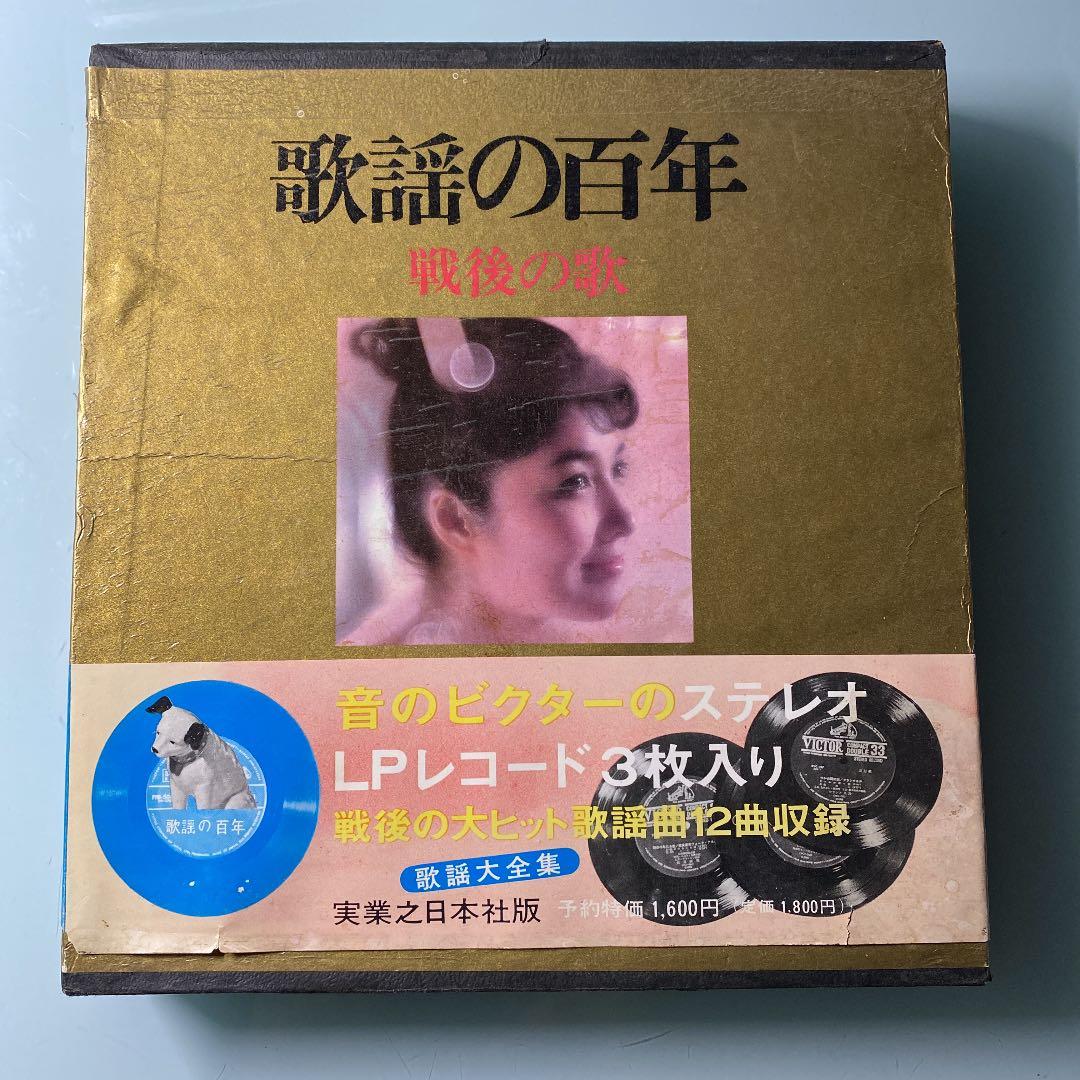 歌謡の百年
戦後の歌
音のビクターのステレオ
LPレコード3枚入り
戦後の大ヒット歌謡曲12曲収録
歌謡大全集
実業之日本社版 予約特価1,600円(定価1.800円)
歌謡の百年
VICTOR COMPACT DOUBLE 33